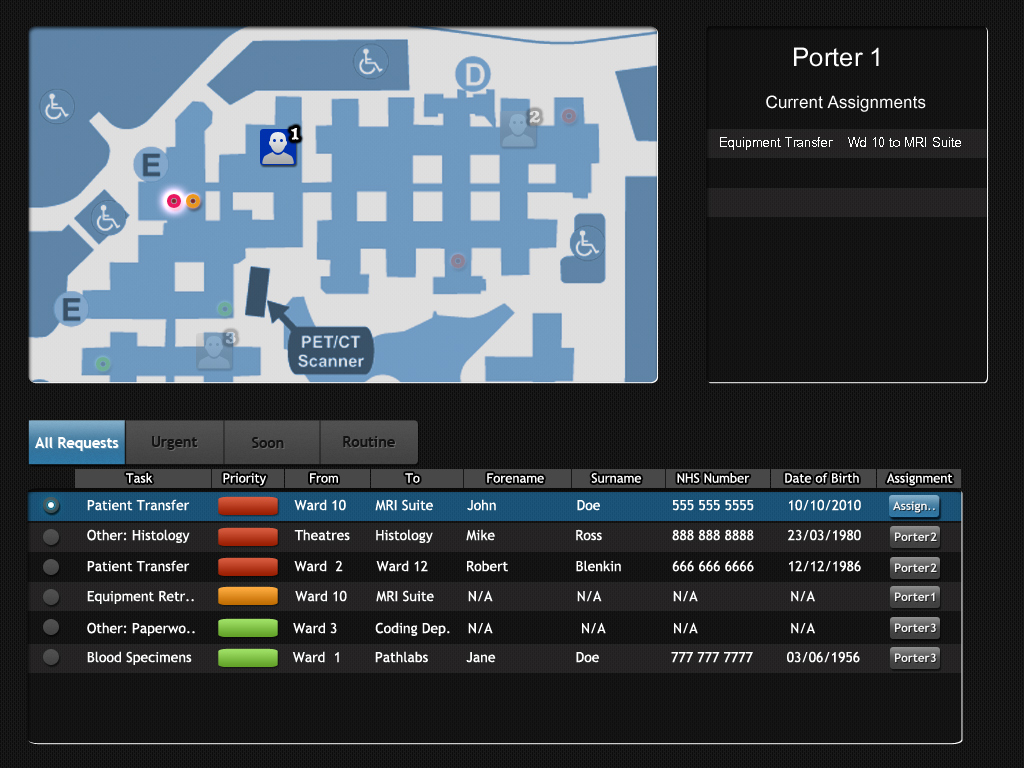 D
E
1
2
E
3
PET/CT
Scanner
Porter 1
Current Assignments
Equipment Transfer Wd 10 to MRI Suite
All Requests Urgent Soon Routine
Task Priority From To Forename Surname NHS Number Date of Birth Assignment
Patient Transfer Ward 10 MRI Suite John Doe 555 555 5555 10/10/2010 Assign..
Other: Histology Theatres Histology Mike Ross 888 888 8888 23/03/1980 Porter2
Patient Transfer Ward 2 Ward 12 Robert Blenkin 666 666 6666 12/12/1986 Porter2
Equipment Retr.. Ward 10 MRI Suite N/A N/A N/A N/A Porter1
Other: Paperwo.. Ward 3 Coding Dep. N/A N/A N/A N/A Porter3
Blood Specimens Ward 1 Pathlabs Jane Doe 777 777 7777 03/06/1956 Porter3